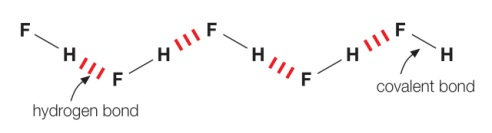 F H F H F H F H F H
hydrogen bond
covalent bond